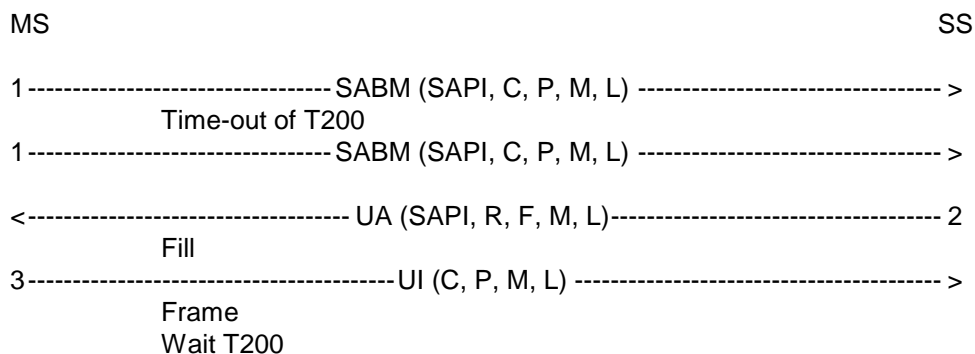 MS SS
1---------------------------------- SABM (SAPI, C, P, M, L) ---------------------------------- >
Time-out of T200
1---------------------------------- SABM (SAPI, C, P, M, L) ---------------------------------- >
<------------------------------------ UA (SAPI, R, F, M, L)------------------------------------- 2
Fill
3-----------------------------------------UI (C, P, M, L) ----------------------------------------- >
Frame
Wait T200